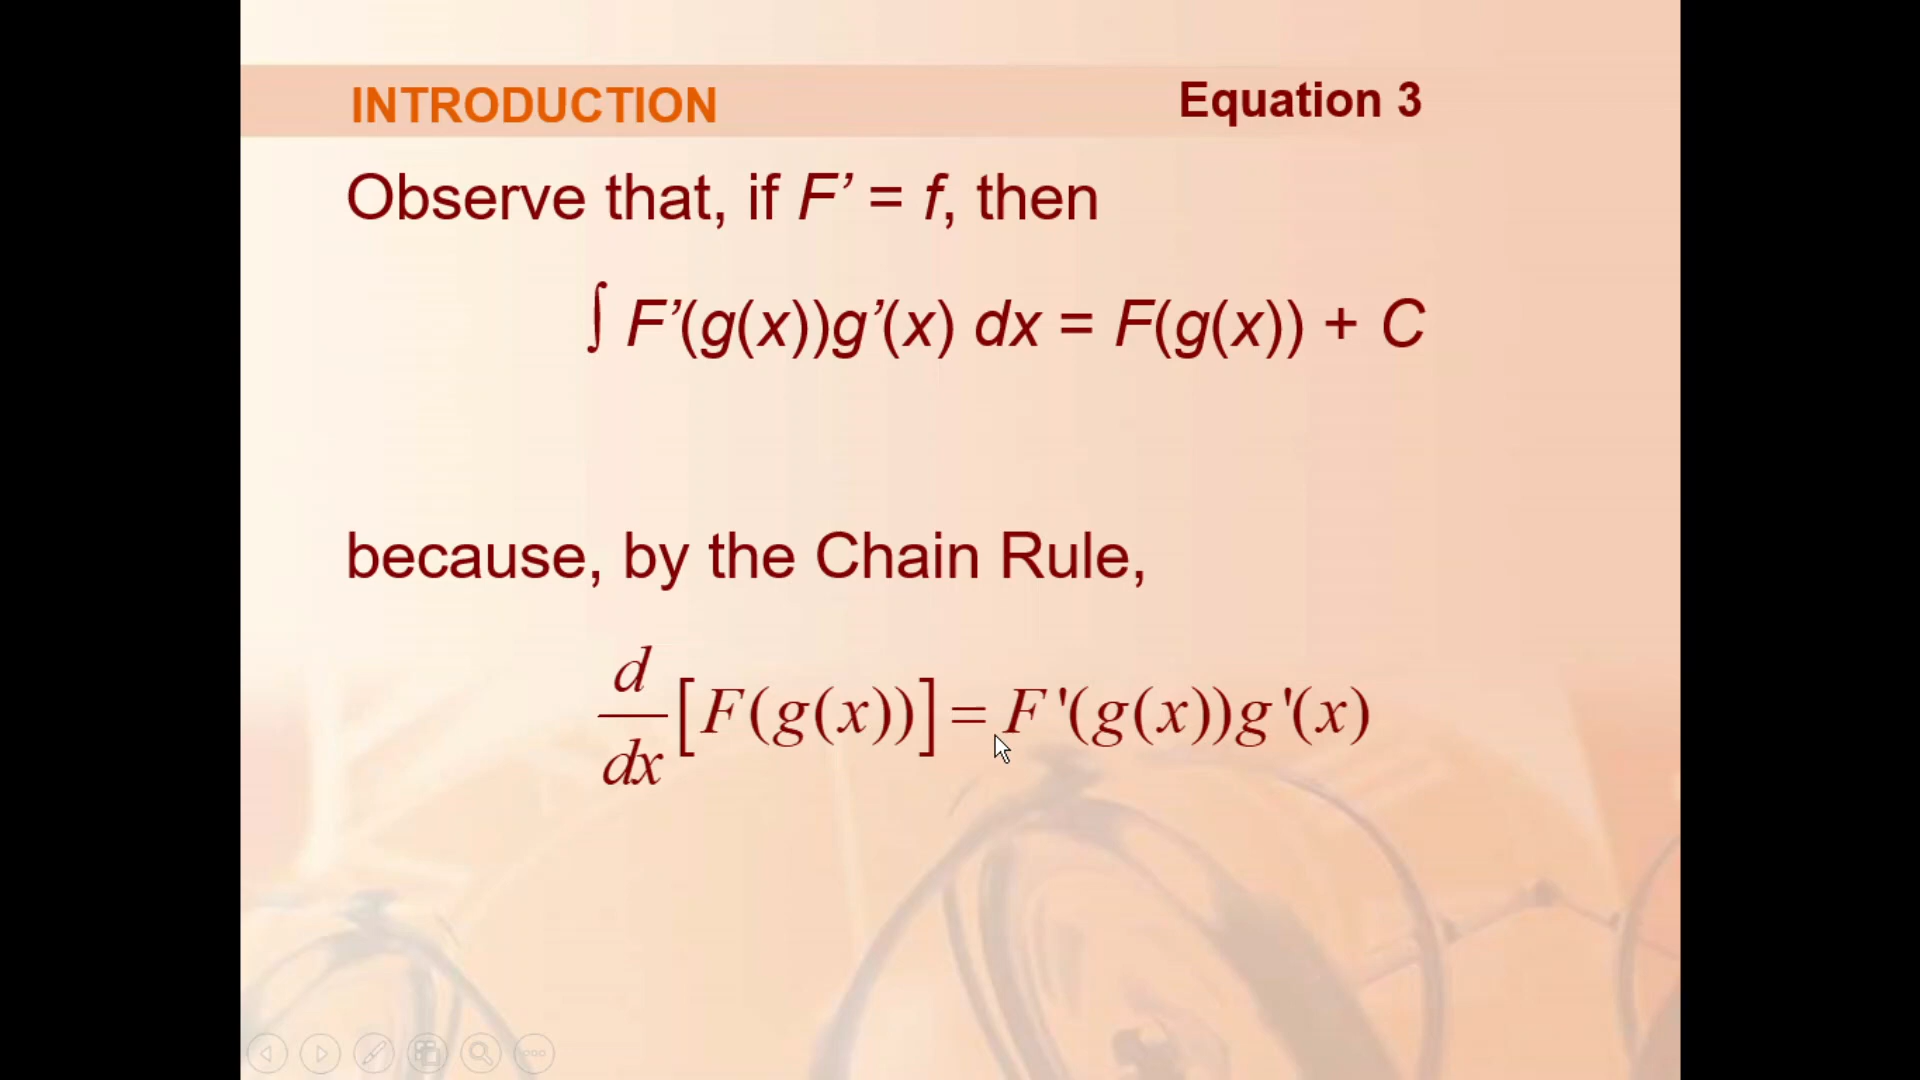 INTRODUCTION
Equation 3
Observe that, if F’ = f, then
∫ F’(g(x))g’(x) dx = F(g(x)) + C
because, by the Chain Rule,
d/dx [F(g(x))] = F'(g(x))g'(x)